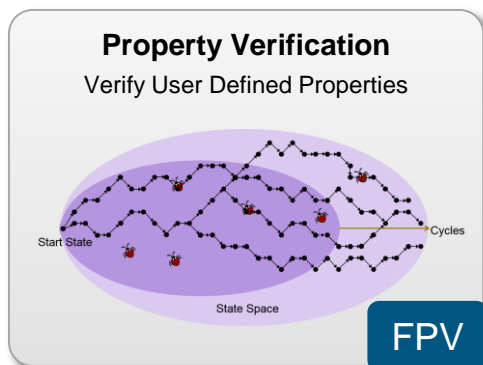 Property Verification
Verify User Defined Properties
Start State
Cycles
State Space
FPV